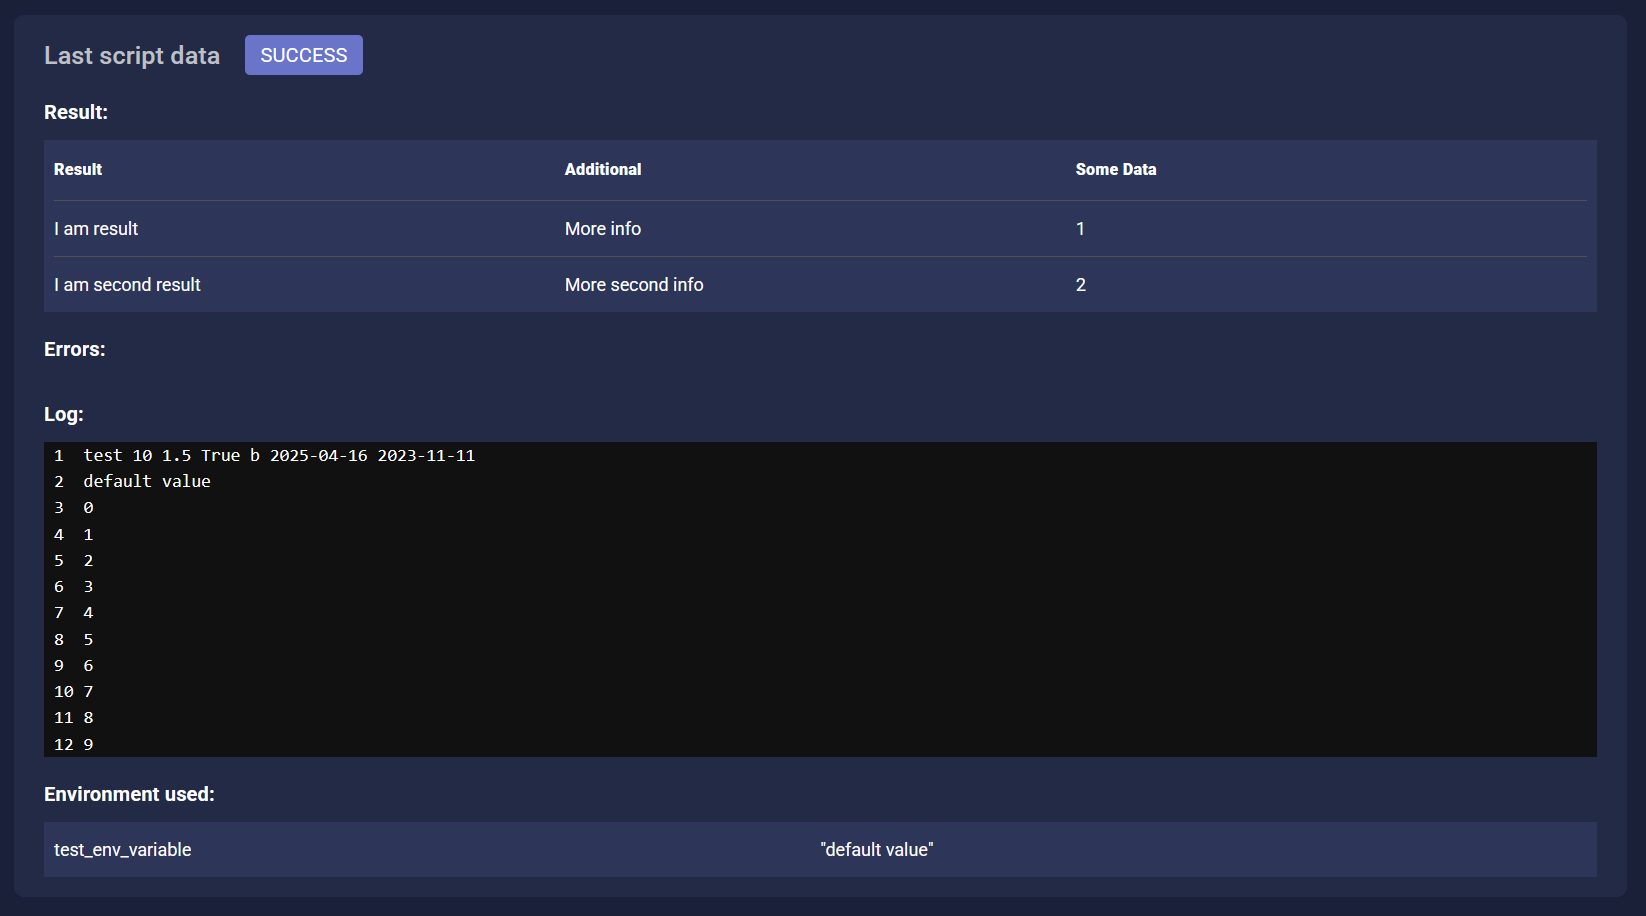 Last script data SUCCESS
Result:
Result Additional Some Data
I am result More info 1
I am second result More second info 2
Errors:
Log:
1 test 10 1.5 True b 2025-04-16 2023-11-11
2 default value
3 0
4 1
5 2
6 3
7 4
8 5
9 6
10 7
11 8
12 9
Environment used:
test_env_variable "default value"